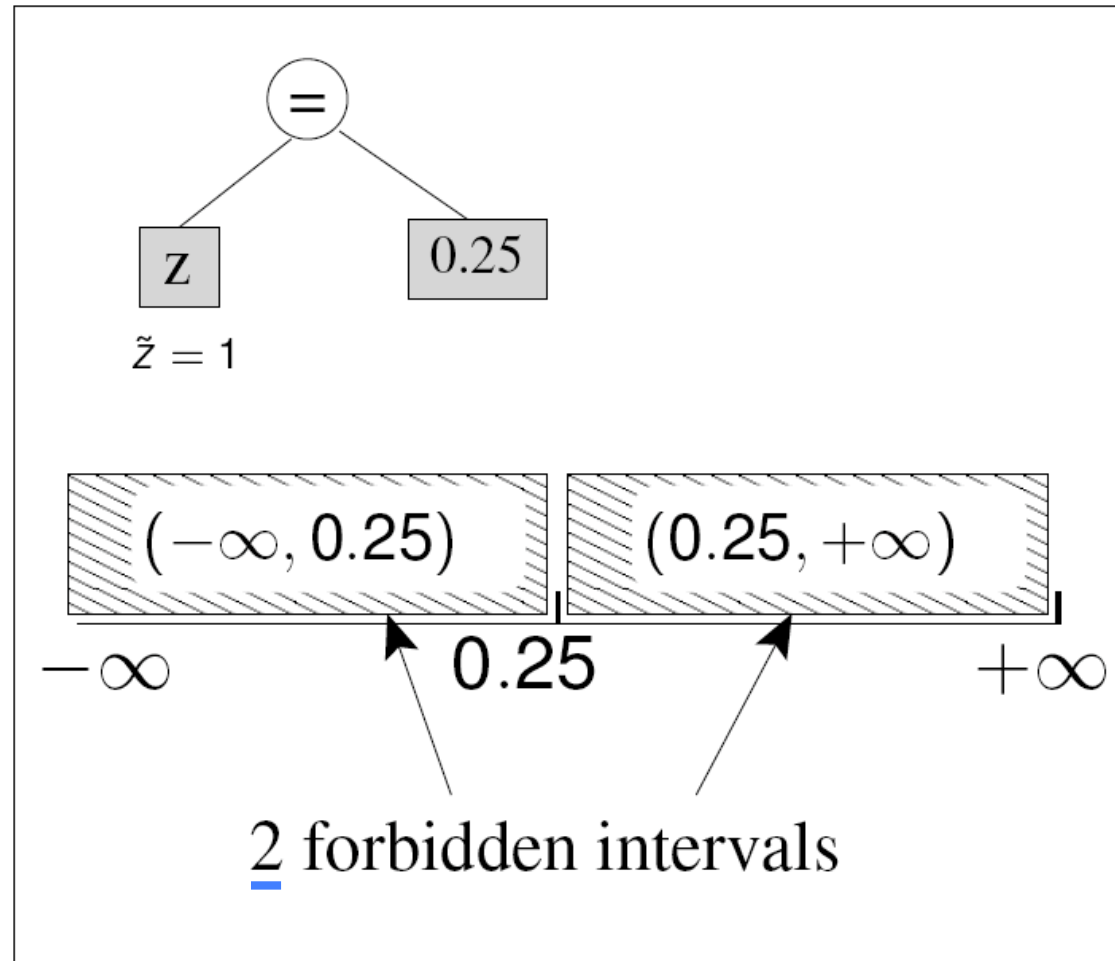 =
z
0.25
z̃ = 1
(−∞, 0.25)
(0.25, +∞)
−∞
0.25
+∞
2 forbidden intervals